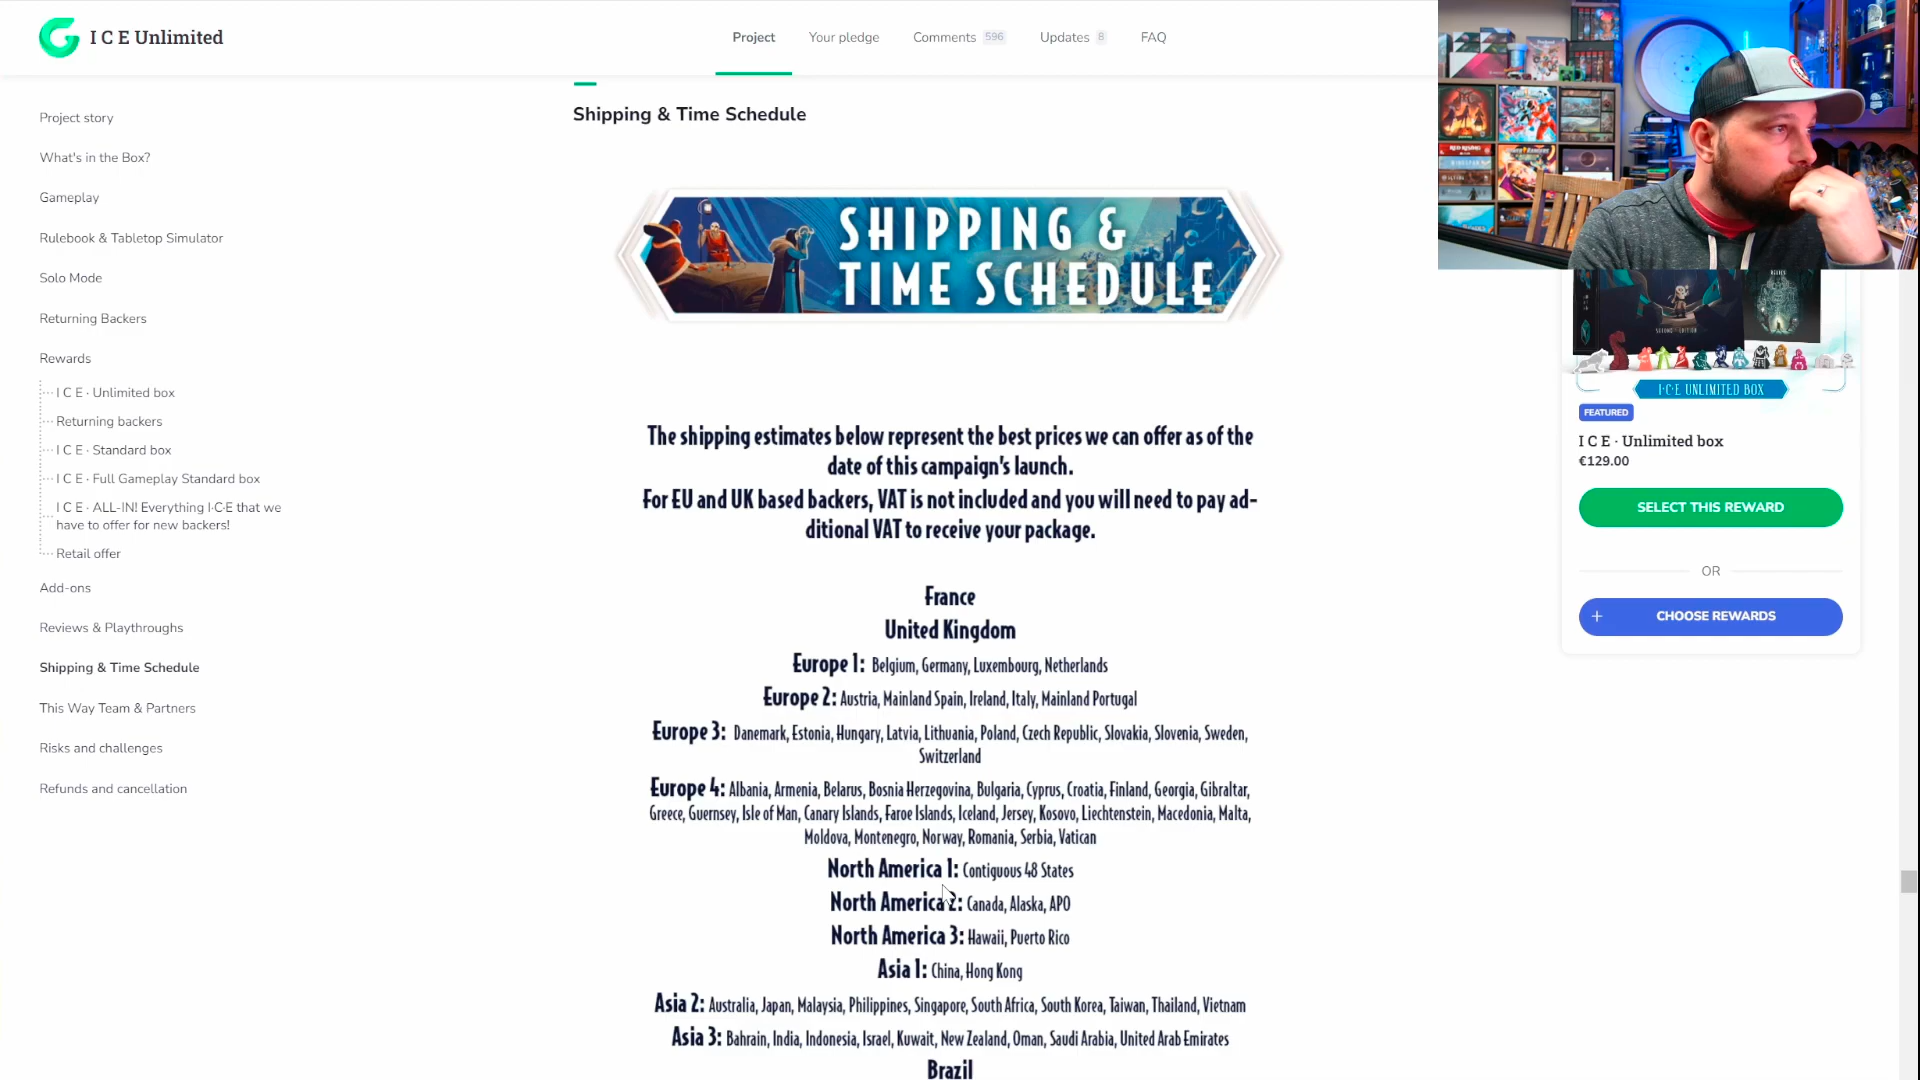 I C E Unlimited
Project
Your pledge
Comments 596
Updates 8
FAQ
Project story
What's in the Box?
Gameplay
Rulebook & Tabletop Simulator
Solo Mode
Returning Backers
Rewards
I C E · Unlimited box
Returning backers
I C E · Standard box
I C E · Full Gameplay Standard box
I C E · ALL-IN! Everything I·C·E that we
have to offer for new backers!
Retail offer
Add-ons
Reviews & Playthroughs
Shipping & Time Schedule
This Way Team & Partners
Risks and challenges
Refunds and cancellation
Shipping & Time Schedule
SHIPPING &
TIME SCHEDULE
The shipping estimates below represent the best prices we can offer as of the
date of this campaign's launch.
For EU and UK based backers, VAT is not included and you will need to pay ad-
ditional VAT to receive your package.
France
United Kingdom
Europe 1: Belgium, Germany, Luxembourg, Netherlands
Europe 2: Austria, Mainland Spain, Ireland, Italy, Mainland Portugal
Europe 3: Danemark, Estonia, Hungary, Latvia, Lithuania, Poland, Czech Republic, Slovakia, Slovenia, Sweden,
Switzerland
Europe 4: Albania, Armenia, Belarus, Bosnia Herzegovina, Bulgaria, Cyprus, Croatia, Finland, Georgia, Gibraltar,
Greece, Guernsey, Isle of Man, Canary Islands, Faroe Islands, Iceland, Jersey, Kosovo, Liechtenstein, Macedonia, Malta,
Moldova, Montenegro, Norway, Romania, Serbia, Vatican
North America 1: Contiguous 48 States
North America 2: Canada, Alaska, APO
North America 3: Hawaii, Puerto Rico
Asia 1: China, Hong Kong
Asia 2: Australia, Japan, Malaysia, Philippines, Singapore, South Africa, South Korea, Taiwan, Thailand, Vietnam
Asia 3: Bahrain, India, Indonesia, Israel, Kuwait, New Zealand, Oman, Saudi Arabia, United Arab Emirates
Brazil
RED RISING
SECOND · EDITION
I·C·E UNLIMITED BOX
FEATURED
I C E · Unlimited box
€129.00
SELECT THIS REWARD
OR
+ CHOOSE REWARDS